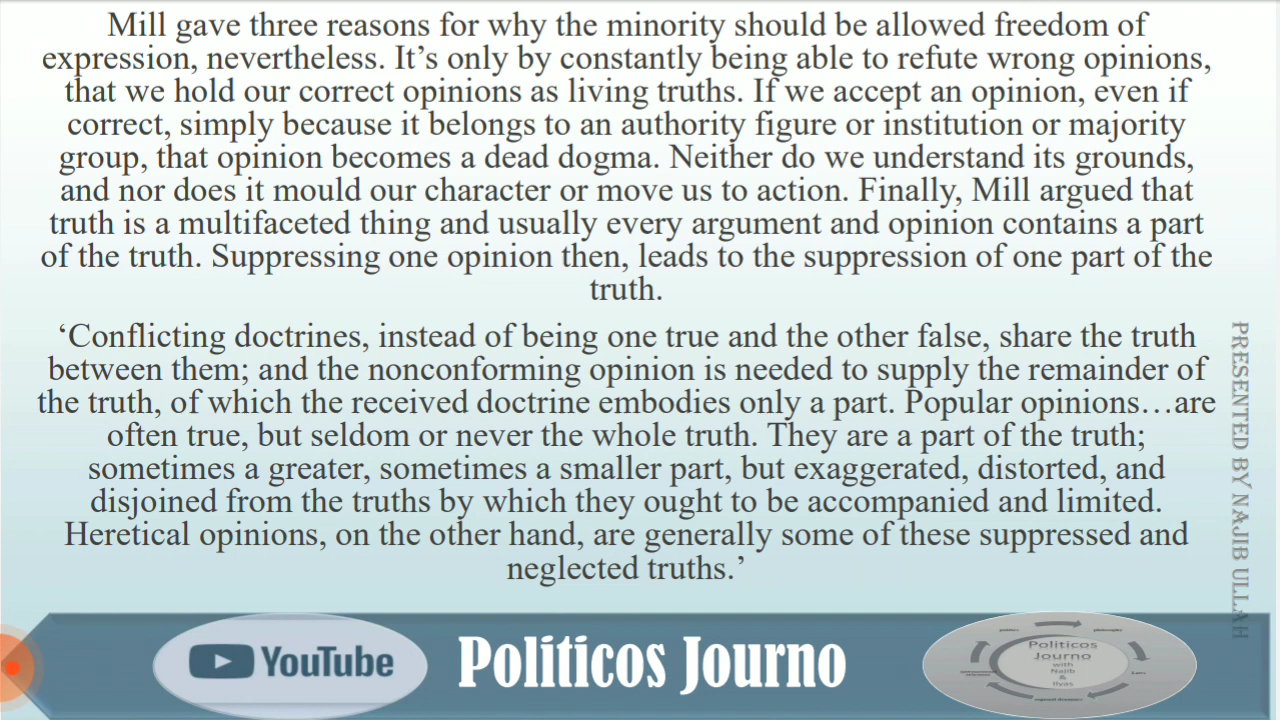 Mill gave three reasons for why the minority should be allowed freedom of
expression, nevertheless. It’s only by constantly being able to refute wrong opinions,
that we hold our correct opinions as living truths. If we accept an opinion, even if
correct, simply because it belongs to an authority figure or institution or majority
group, that opinion becomes a dead dogma. Neither do we understand its grounds,
and nor does it mould our character or move us to action. Finally, Mill argued that
truth is a multifaceted thing and usually every argument and opinion contains a part
of the truth. Suppressing one opinion then, leads to the suppression of one part of the
truth.
‘Conflicting doctrines, instead of being one true and the other false, share the truth
between them; and the nonconforming opinion is needed to supply the remainder of
the truth, of which the received doctrine embodies only a part. Popular opinions…are
often true, but seldom or never the whole truth. They are a part of the truth;
sometimes a greater, sometimes a smaller part, but exaggerated, distorted, and
disjoined from the truths by which they ought to be accompanied and limited.
Heretical opinions, on the other hand, are generally some of these suppressed and
neglected truths.’
PRESENTED BY NAJIB ULLAH
YouTube
Politicos Journo
Politicos
Journo
with
Najib
&
Ilyas